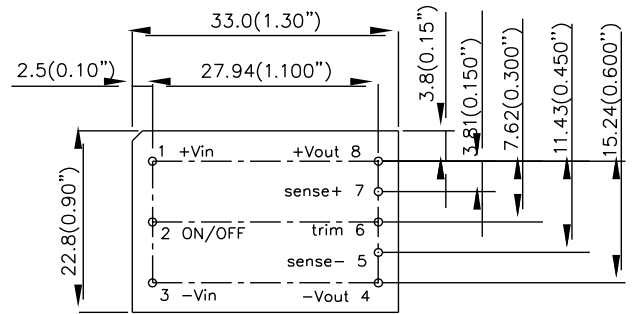 33.0(1.30")
2.5(0.10")
27.94(1.100")
3.8(0.15")
3.81(0.150")
7.62(0.300")
11.43(0.450")
15.24(0.600")
22.8(0.90")
1 +Vin
+Vout 8
sense+ 7
2 ON/OFF
trim 6
sense- 5
3 -Vin
-Vout 4